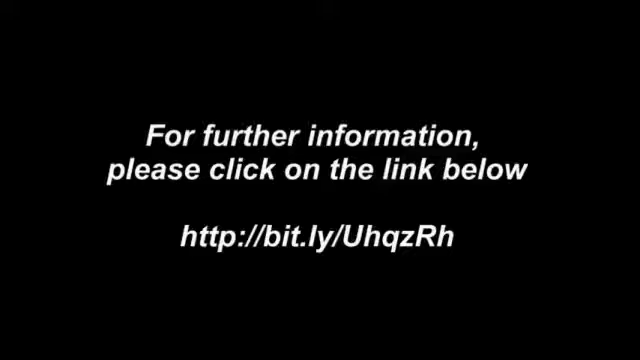 For further information,
please click on the link below
http://bit.ly/UhqzRh